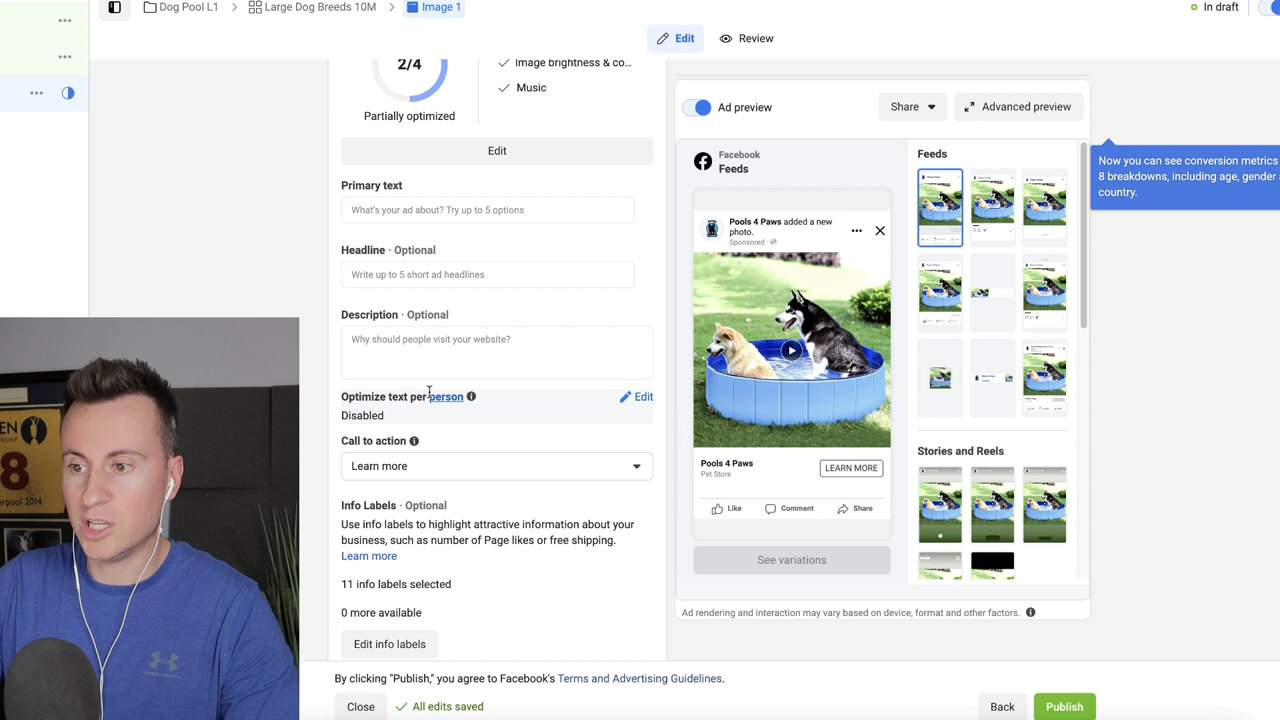 Dog Pool L1 > Large Dog Breeds 10M > Image 1
In draft
Edit
Review
2/4
Partially optimized
Image brightness & co...
Music
Edit
Primary text
What's your ad about? Try up to 5 options
Headline · Optional
Write up to 5 short ad headlines
Description · Optional
Why should people visit your website?
Optimize text per person
Edit
Disabled
Call to action
Learn more
Info Labels · Optional
Use info labels to highlight attractive information about your
business, such as number of Page likes or free shipping.
Learn more
11 info labels selected
0 more available
Edit info labels
Ad preview
Share
Advanced preview
Facebook
Feeds
Pools 4 Paws added a new
photo.
Sponsored ·
Pools 4 Paws
Pet Store
LEARN MORE
Like
Comment
Share
See variations
Feeds
Stories and Reels
Ad rendering and interaction may vary based on device, format and other factors.
Now you can see conversion metrics
8 breakdowns, including age, gender
country.
By clicking "Publish," you agree to Facebook's Terms and Advertising Guidelines.
Close
All edits saved
Back
Publish
8
erpool 2014